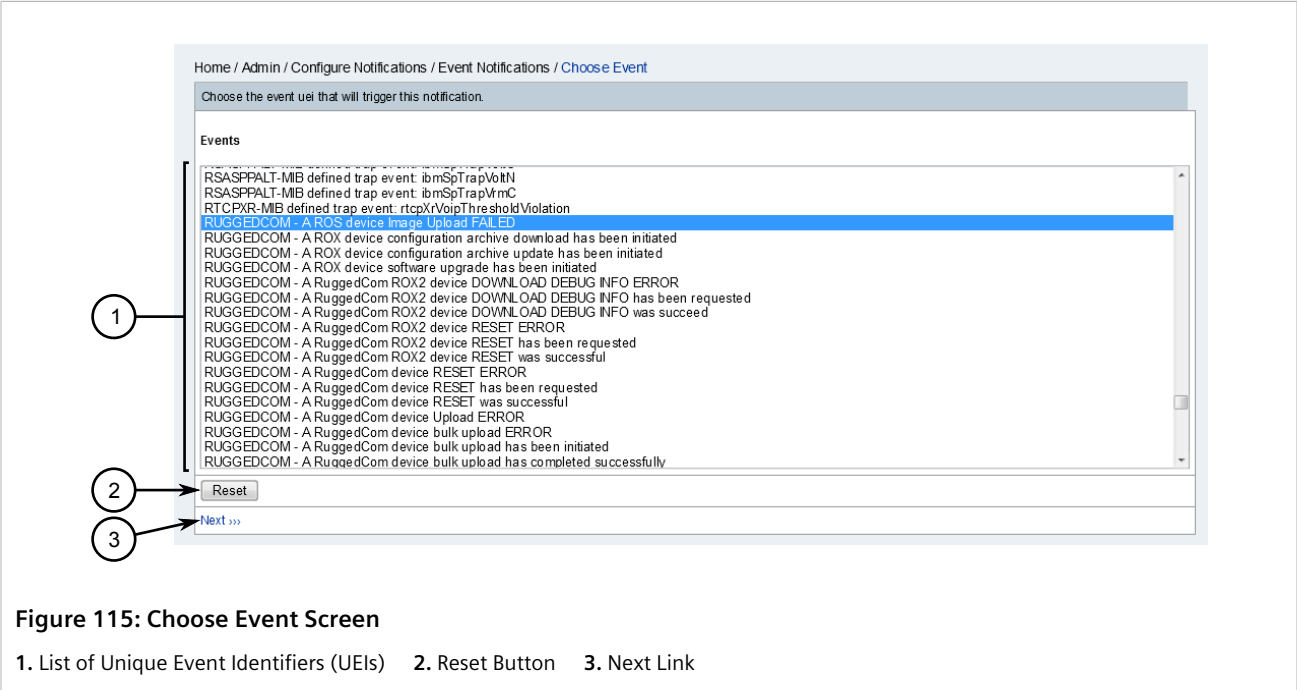 Home / Admin / Configure Notifications / Event Notifications / Choose Event
Choose the event uei that will trigger this notification.
Events
RSASPPALT-MIB defined trap event: ibmSpTrapVoltN
RSASPPALT-MIB defined trap event: ibmSpTrapVrmC
RTCPXR-MIB defined trap event: rtcpXrVoipThresholdViolation
RUGGEDCOM - A ROS device Image Upload FAILED
RUGGEDCOM - A ROX device configuration archive download has been initiated
RUGGEDCOM - A ROX device configuration archive update has been initiated
RUGGEDCOM - A ROX device software upgrade has been initiated
RUGGEDCOM - A RuggedCom ROX2 device DOWNLOAD DEBUG INFO ERROR
RUGGEDCOM - A RuggedCom ROX2 device DOWNLOAD DEBUG INFO has been requested
RUGGEDCOM - A RuggedCom ROX2 device DOWNLOAD DEBUG INFO was succeed
RUGGEDCOM - A RuggedCom ROX2 device RESET ERROR
RUGGEDCOM - A RuggedCom ROX2 device RESET has been requested
RUGGEDCOM - A RuggedCom ROX2 device RESET was successful
RUGGEDCOM - A RuggedCom device RESET ERROR
RUGGEDCOM - A RuggedCom device RESET has been requested
RUGGEDCOM - A RuggedCom device RESET was successful
RUGGEDCOM - A RuggedCom device Upload ERROR
RUGGEDCOM - A RuggedCom device bulk upload ERROR
RUGGEDCOM - A RuggedCom device bulk upload has been initiated
RUGGEDCOM - A RuggedCom device bulk upload has completed successfully
1
2
Reset
3
Next ›››
Figure 115: Choose Event Screen
1. List of Unique Event Identifiers (UEIs) 2. Reset Button 3. Next Link